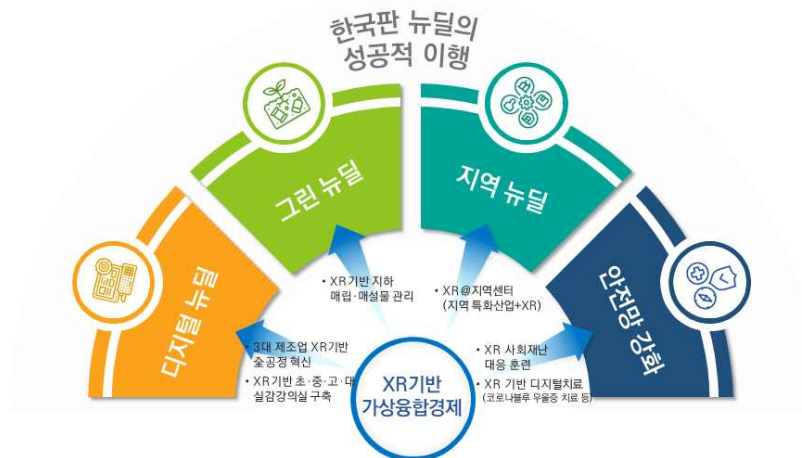 한국판 뉴딜의
성공적 이행
디지털 뉴딜
그린 뉴딜
지역 뉴딜
안전망 강화
• 3대 제조업 XR기반
全공정 혁신
• XR기반 초·중·고·대
실감강의실 구축
• XR기반 지하
매립·매설물 관리
• XR@지역센터
(지역 특화산업+XR)
• XR 사회재난
대응 훈련
• XR 기반 디지털치료
(코로나블루 우울증 치료 등)
XR기반
가상융합경제